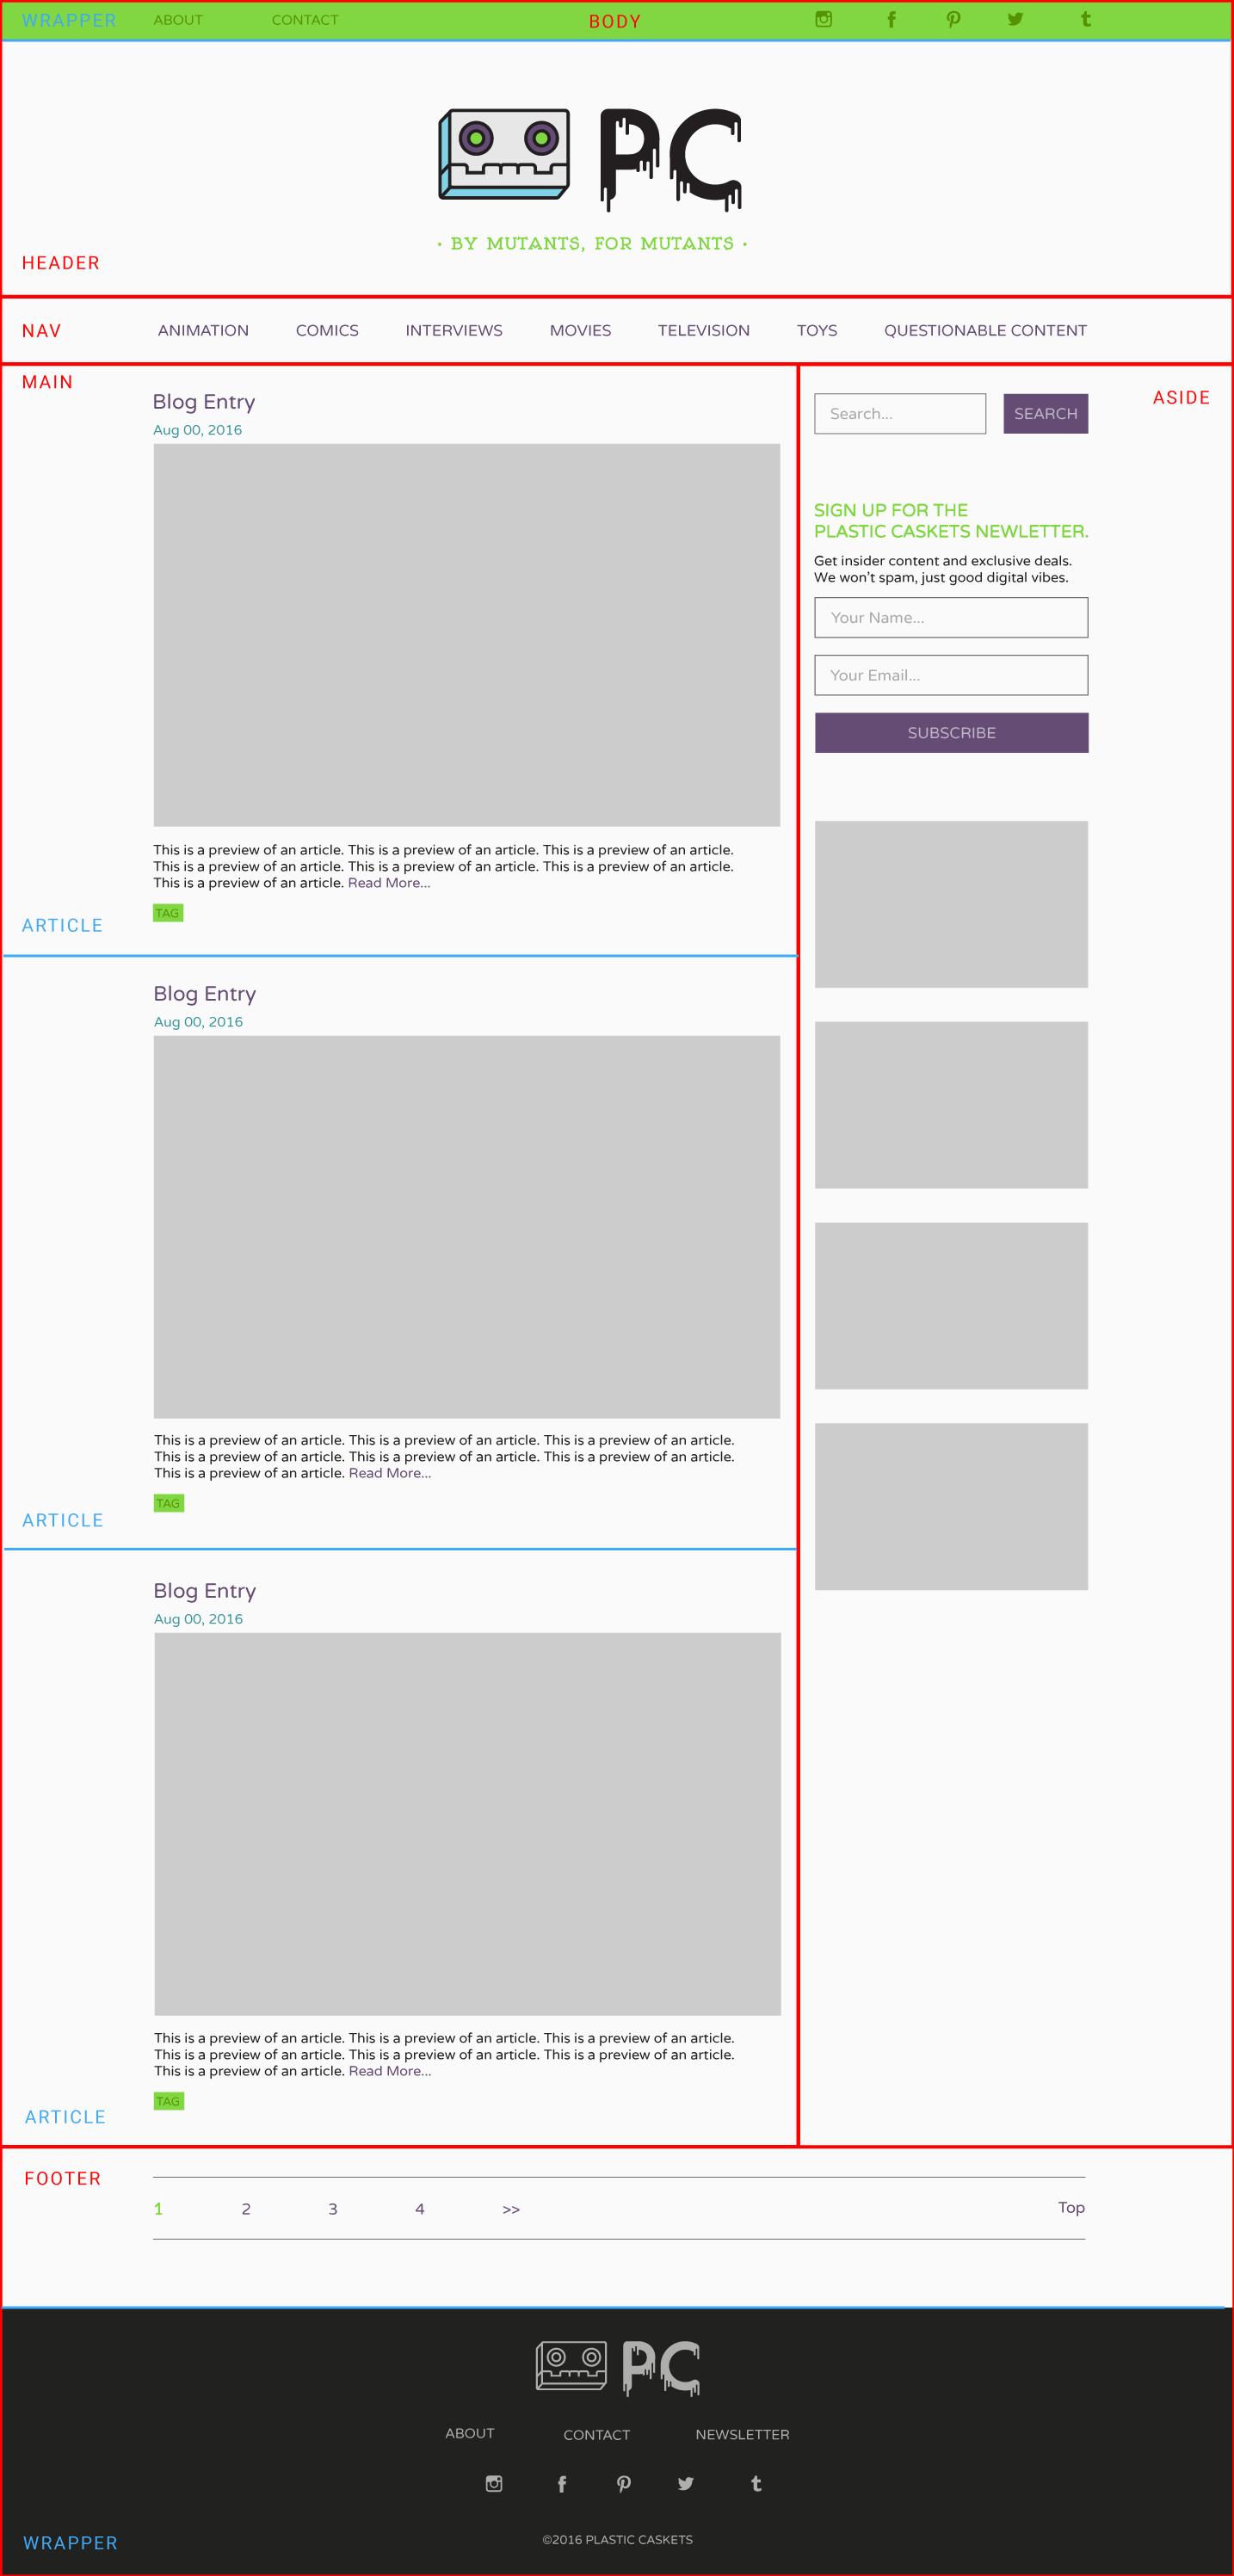 WRAPPER ABOUT CONTACT BODY
PC
• BY MUTANTS, FOR MUTANTS •
HEADER
NAV ANIMATION COMICS INTERVIEWS MOVIES TELEVISION TOYS QUESTIONABLE CONTENT
MAIN
Blog Entry
Aug 00, 2016
This is a preview of an article. This is a preview of an article. This is a preview of an article.
This is a preview of an article. This is a preview of an article. This is a preview of an article.
This is a preview of an article. Read More...
TAG
ARTICLE
Blog Entry
Aug 00, 2016
This is a preview of an article. This is a preview of an article. This is a preview of an article.
This is a preview of an article. This is a preview of an article. This is a preview of an article.
This is a preview of an article. Read More...
TAG
ARTICLE
Blog Entry
Aug 00, 2016
This is a preview of an article. This is a preview of an article. This is a preview of an article.
This is a preview of an article. This is a preview of an article. This is a preview of an article.
This is a preview of an article. Read More...
TAG
ARTICLE
ASIDE
Search... SEARCH
SIGN UP FOR THE
PLASTIC CASKETS NEWLETTER.
Get insider content and exclusive deals.
We won't spam, just good digital vibes.
Your Name...
Your Email...
SUBSCRIBE
FOOTER
1 2 3 4 >> Top
PC
ABOUT CONTACT NEWSLETTER
©2016 PLASTIC CASKETS
WRAPPER